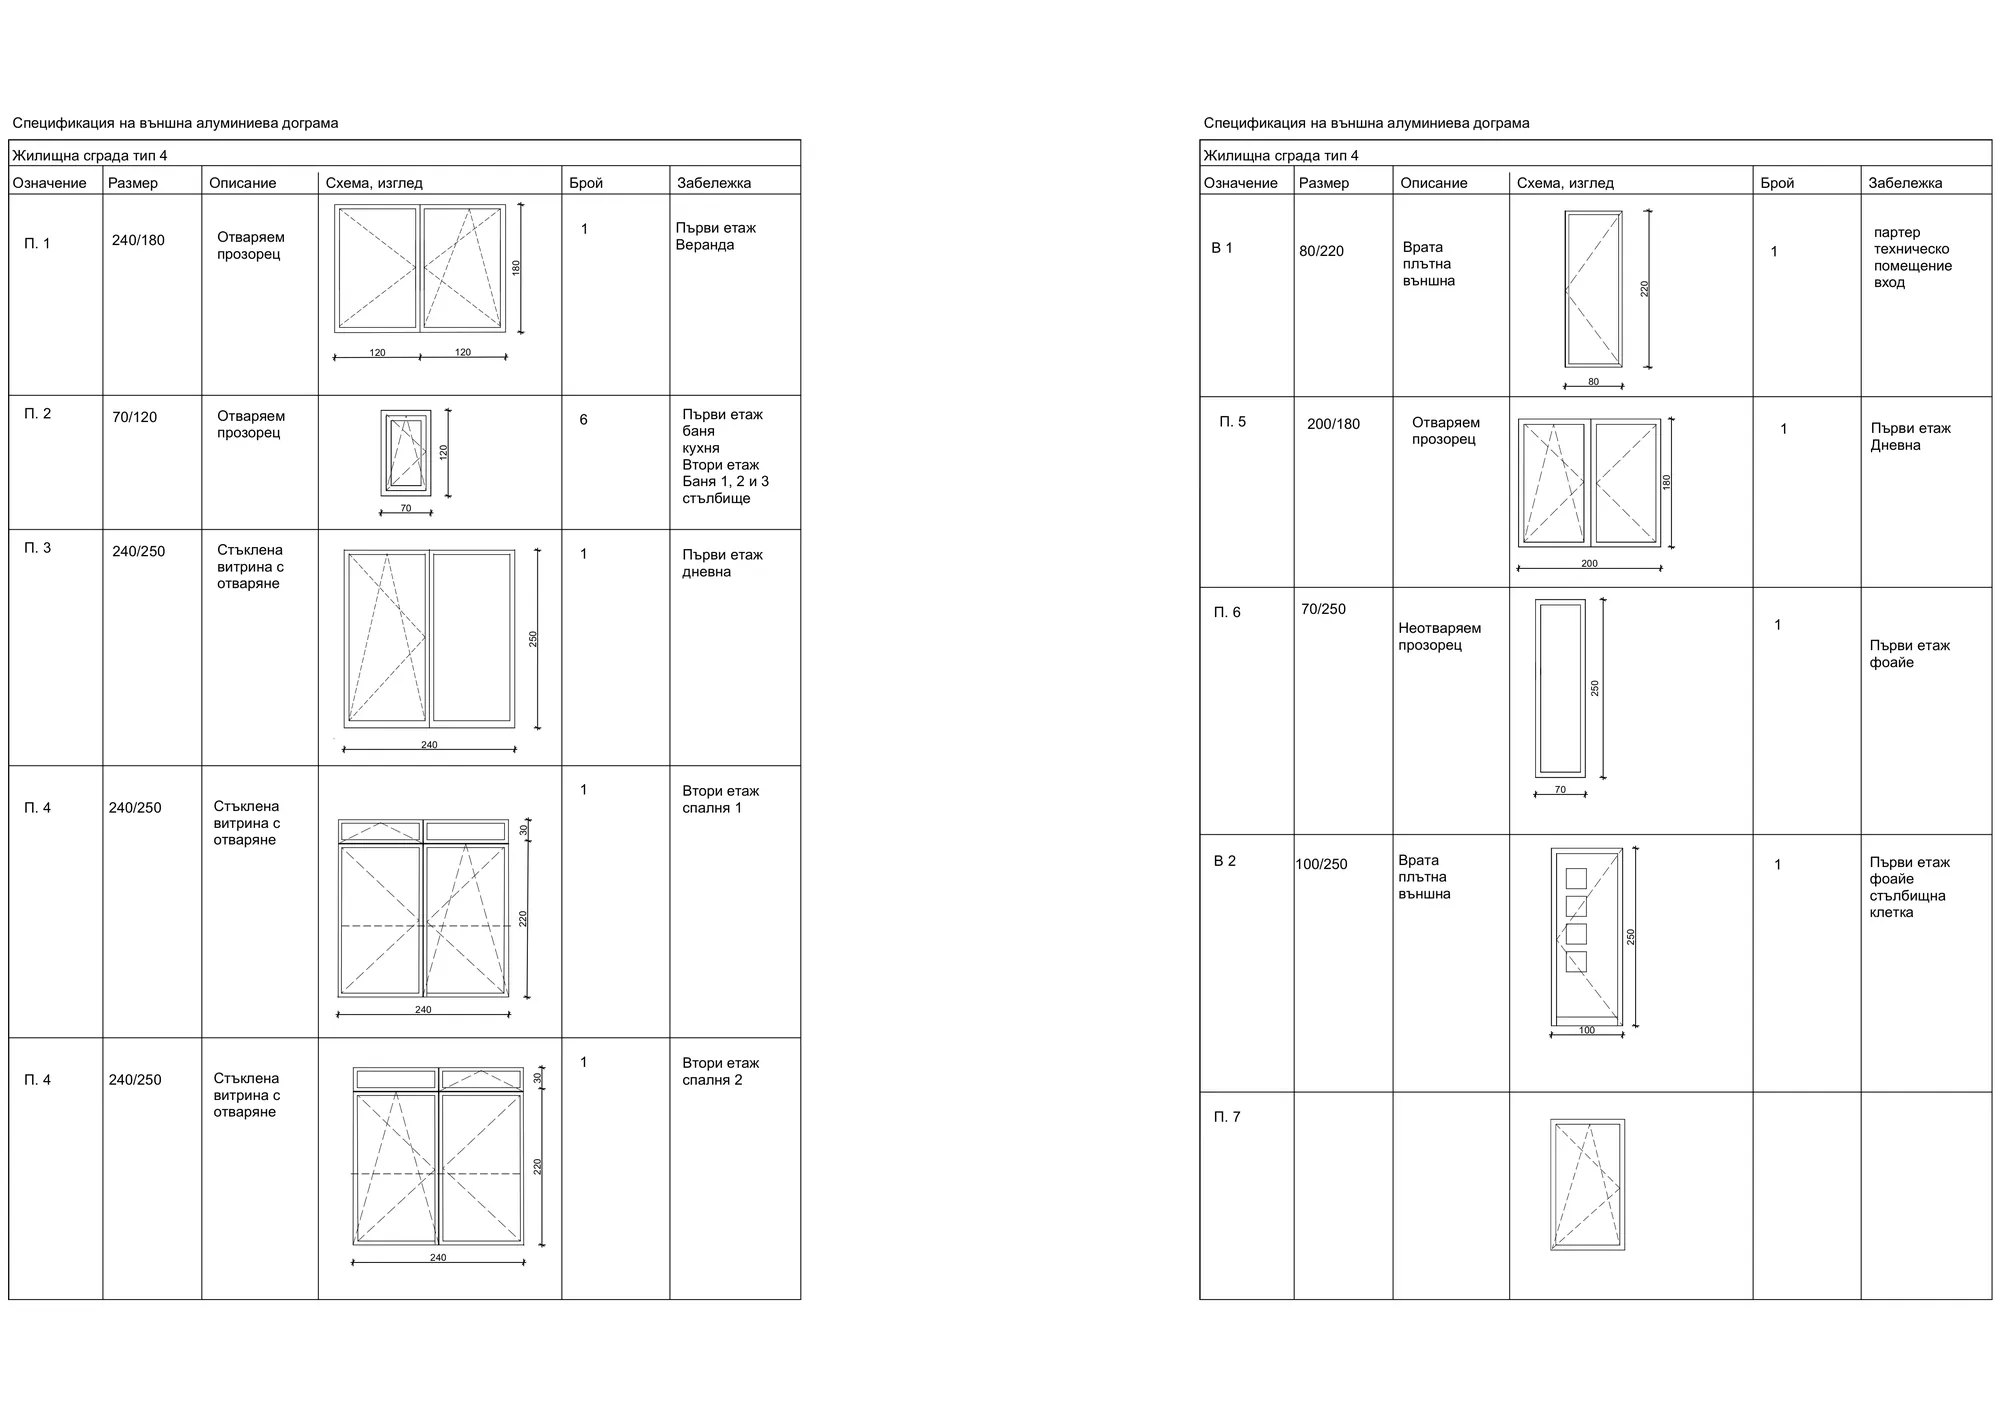 Спецификация на външна алуминиева дограма
Жилищна сграда тип 4
Означение Размер Описание Схема, изглед Брой Забележка
П. 1
240/180
Отваряем
прозорец
180
120 120
1
Първи етаж
Веранда
П. 2
70/120
Отваряем
прозорец
120
70
6
Първи етаж
баня
кухня
Втори етаж
Баня 1, 2 и 3
стълбище
П. 3
240/250
Стъклена
витрина с
отваряне
250
240
1
Първи етаж
дневна
П. 4
240/250
Стъклена
витрина с
отваряне
30
220
240
1
Втори етаж
спалня 1
П. 4
240/250
Стъклена
витрина с
отваряне
30
220
240
1
Втори етаж
спалня 2
Спецификация на външна алуминиева дограма
Жилищна сграда тип 4
Означение Размер Описание Схема, изглед Брой Забележка
В 1
80/220
Врата
плътна
външна
220
80
1
партер
техническо
помещение
вход
П. 5
200/180
Отваряем
прозорец
180
200
1
Първи етаж
Дневна
П. 6
70/250
Неотваряем
прозорец
250
70
1
Първи етаж
фоайе
В 2
100/250
Врата
плътна
външна
250
100
1
Първи етаж
фоайе
стълбищна
клетка
П. 7